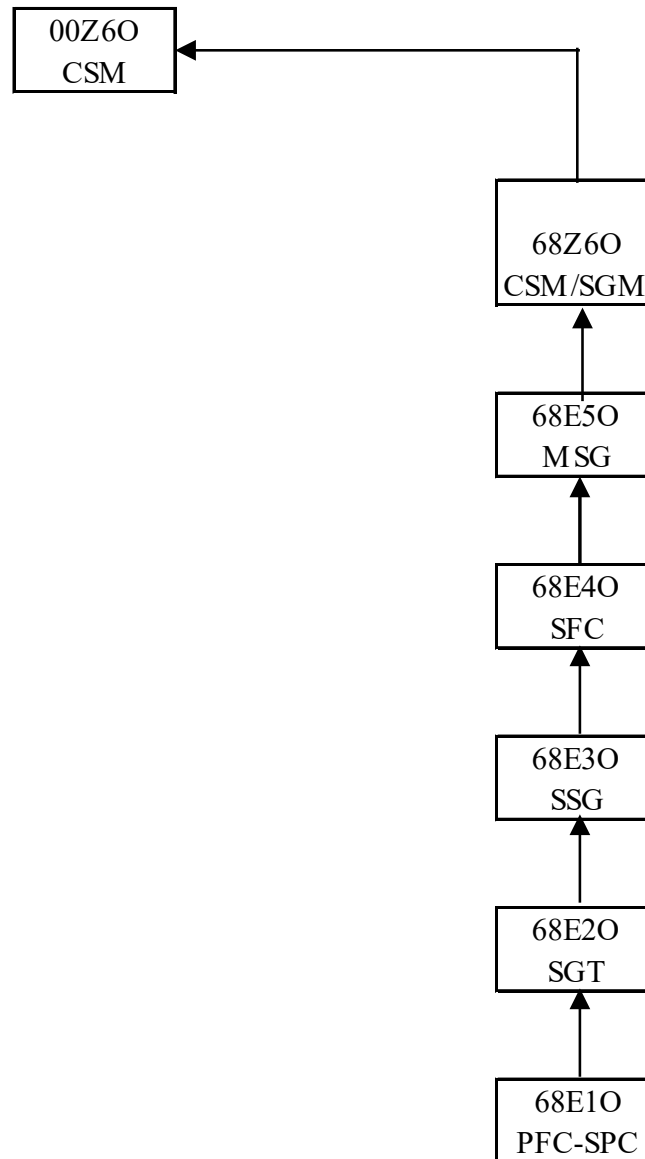 00Z6O
CSM
68Z6O
CSM/SGM
68E5O
MSG
68E4O
SFC
68E3O
SSG
68E2O
SGT
68E1O
PFC-SPC